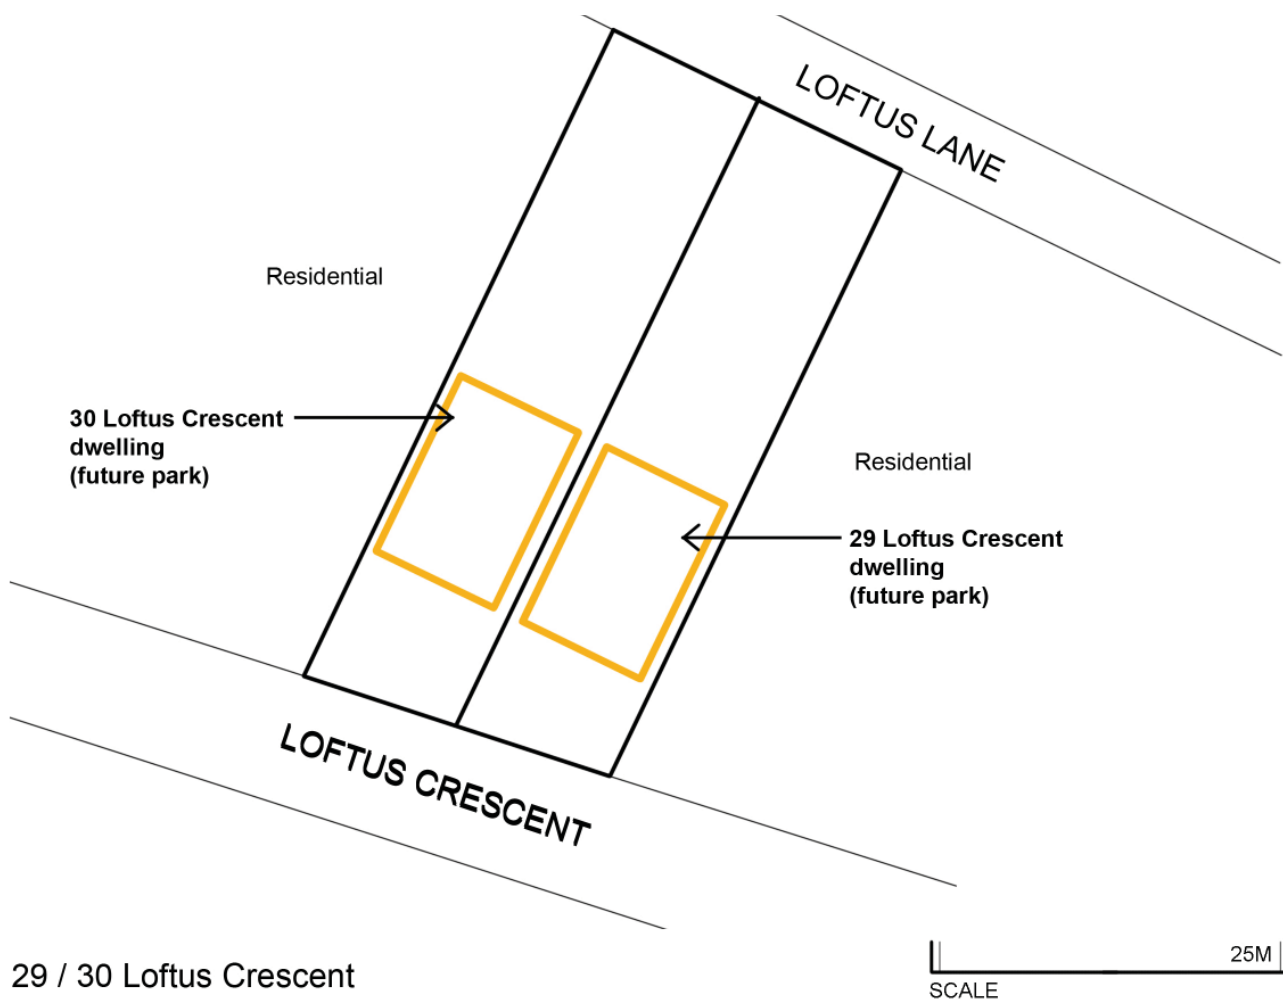 LOFTUS LANE
Residential
30 Loftus Crescent
dwelling
(future park)
Residential
29 Loftus Crescent
dwelling
(future park)
LOFTUS CRESCENT
29 / 30 Loftus Crescent
25M
SCALE